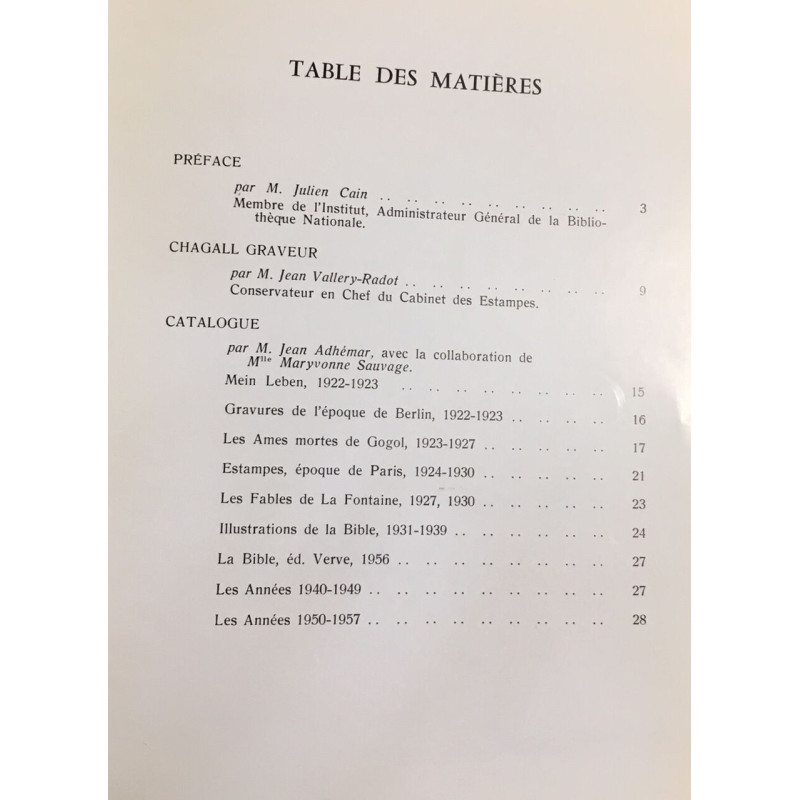 TABLE DES MATIÈRES
PRÉFACE
par M. Julien Cain .. .. .. .. .. .. .. .. .. 3
Membre de l'Institut, Administrateur Général de la Biblio-
thèque Nationale.
CHAGALL GRAVEUR
par M. Jean Vallery-Radot .. .. .. .. .. .. .. .. 9
Conservateur en Chef du Cabinet des Estampes.
CATALOGUE
par M. Jean Adhémar, avec la collaboration de
Mlle Maryvonne Sauvage.
Mein Leben, 1922-1923 .. .. .. .. .. .. .. .. 15
Gravures de l'époque de Berlin, 1922-1923 .. .. .. .. 16
Les Ames mortes de Gogol, 1923-1927 .. .. .. .. .. 17
Estampes, époque de Paris, 1924-1930 .. .. .. .. .. 21
Les Fables de La Fontaine, 1927, 1930 .. .. .. .. .. 23
Illustrations de la Bible, 1931-1939 .. .. .. .. .. .. 24
La Bible, éd. Verve, 1956 .. .. .. .. .. .. .. .. 27
Les Années 1940-1949 .. .. .. .. .. .. .. .. .. 27
Les Années 1950-1957 .. .. .. .. .. .. .. .. .. 28